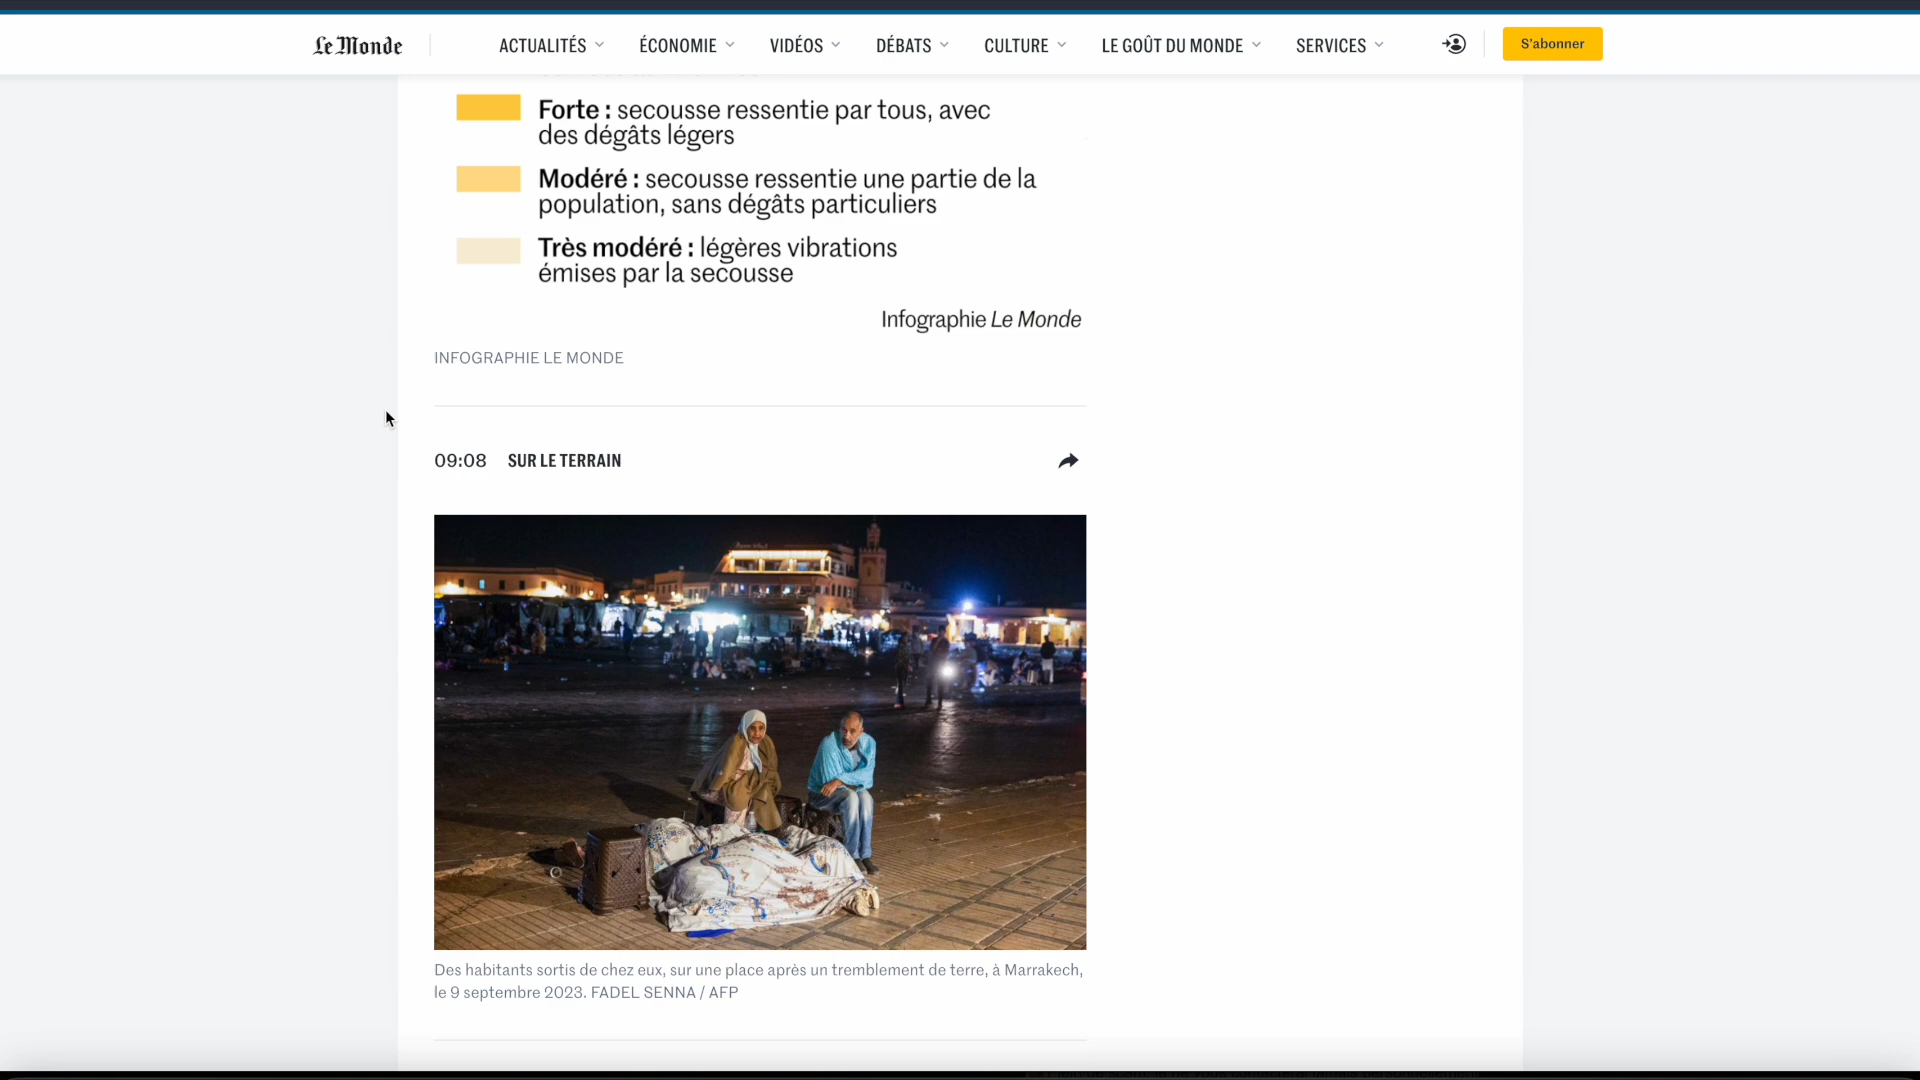 Le Monde
ACTUALITÉS
ÉCONOMIE
VIDÉOS
DÉBATS
CULTURE
LE GOÛT DU MONDE
SERVICES
S'abonner
Forte : secousse ressentie par tous, avec
des dégâts légers
Modéré : secousse ressentie une partie de la
population, sans dégâts particuliers
Très modéré : légères vibrations
émises par la secousse
Infographie Le Monde
INFOGRAPHIE LE MONDE
09:08 SUR LE TERRAIN
Des habitants sortis de chez eux, sur une place après un tremblement de terre, à Marrakech,
le 9 septembre 2023. FADEL SENNA / AFP